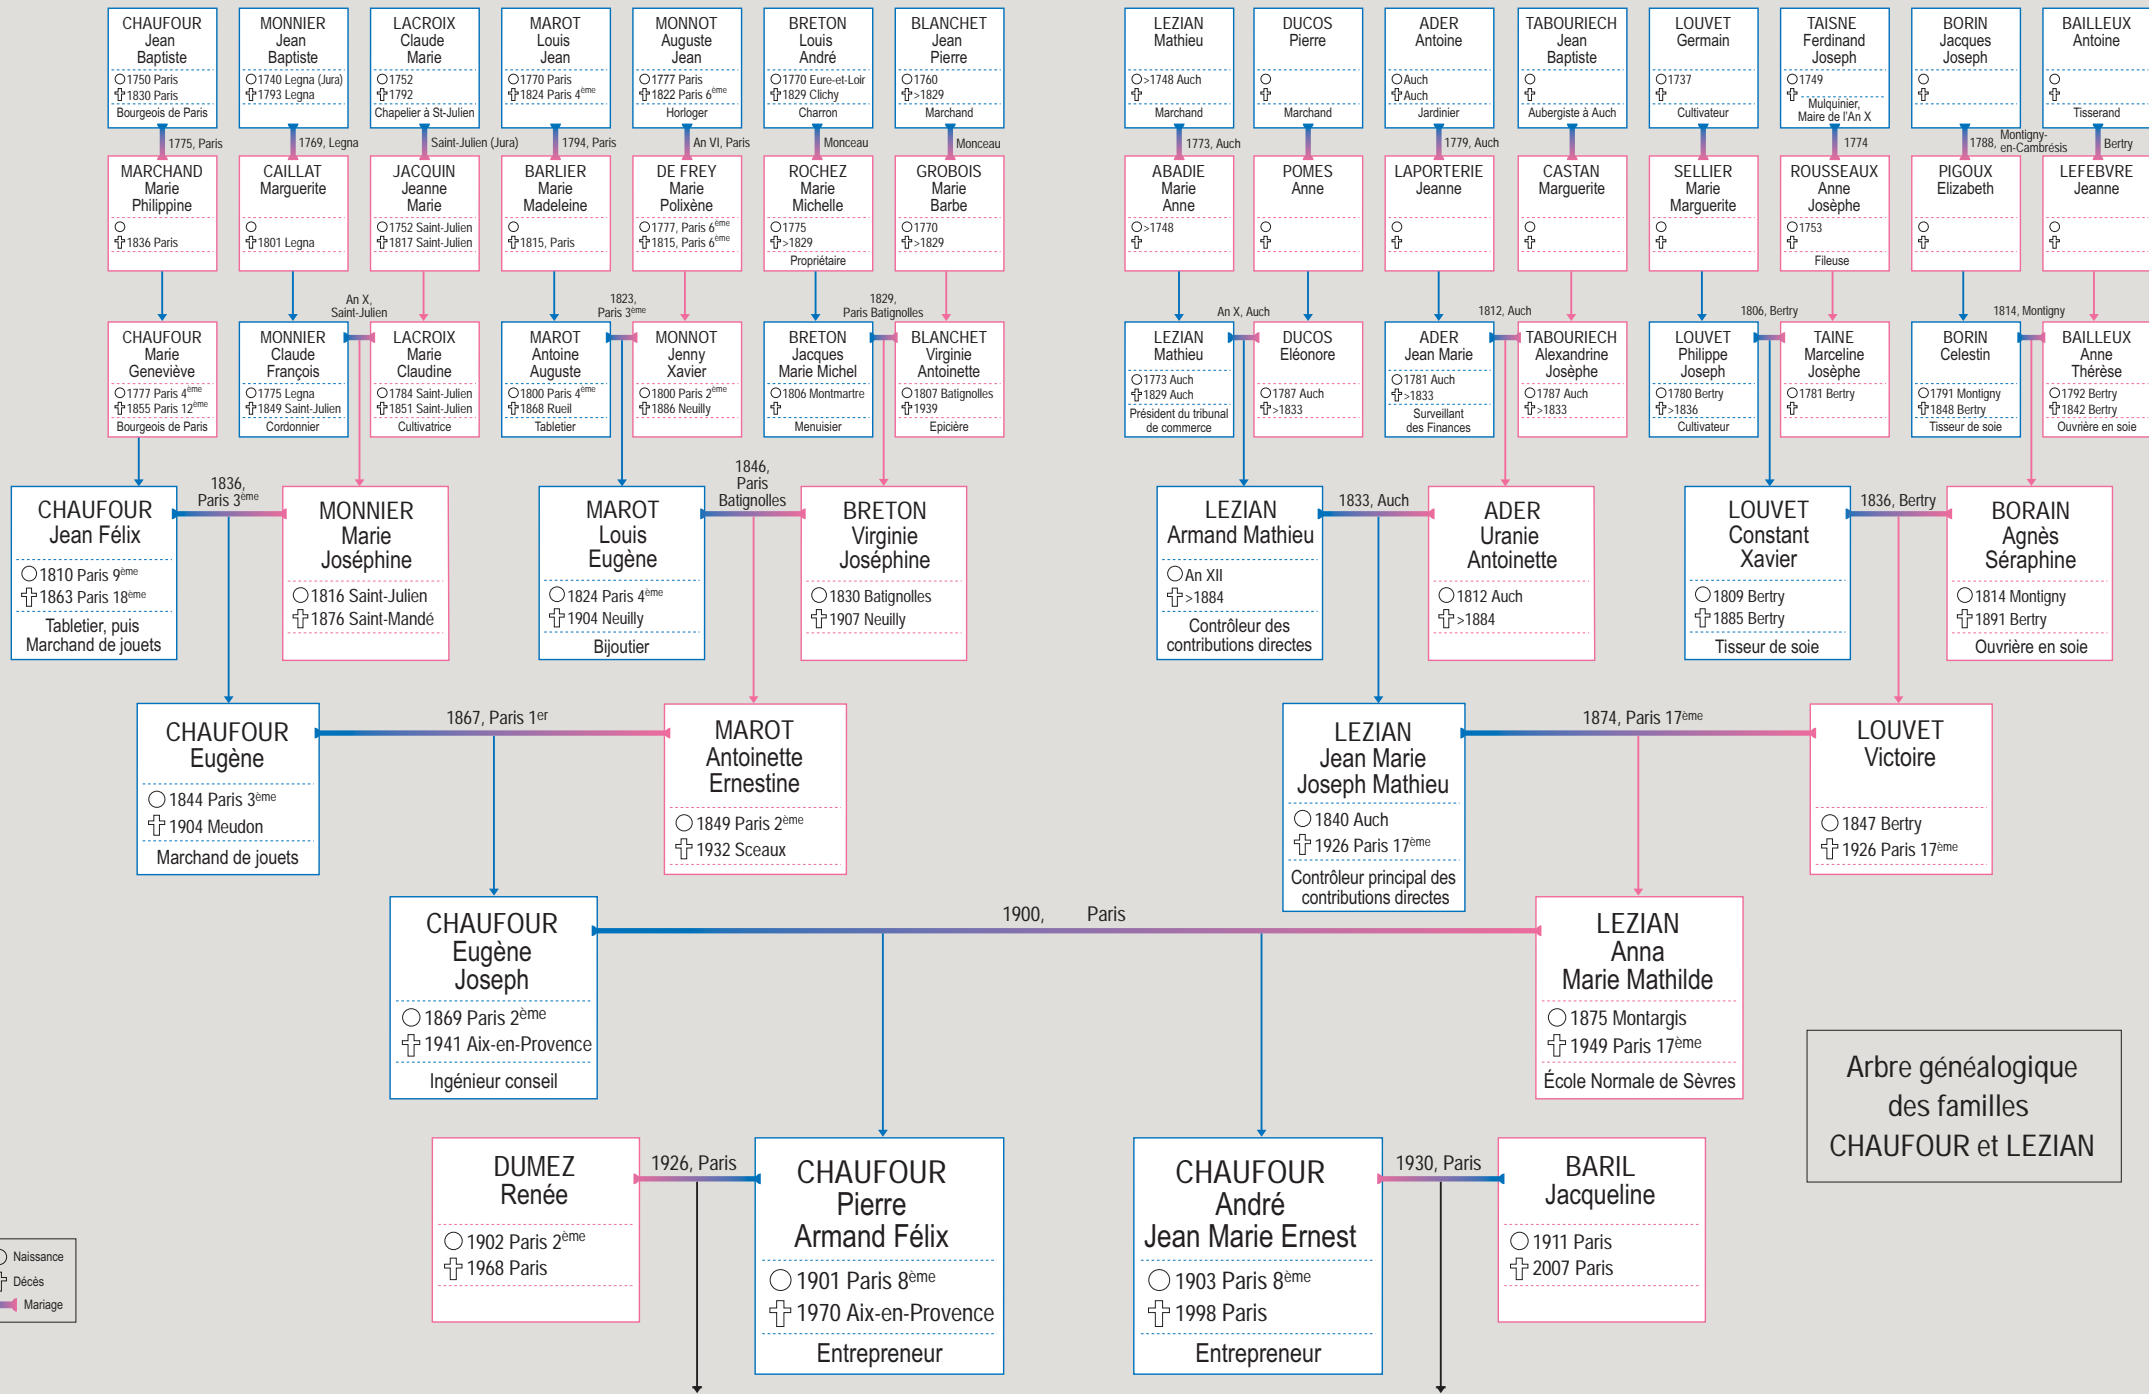 CHAUFOUR
Jean
Baptiste
1750 Paris
1830 Paris
Bourgeois de Paris
MONNIER
Jean
Baptiste
1740 Legna (Jura)
1793 Legna
LACROIX
Claude
Marie
1752
1792
Chapelier à St-Julien
MAROT
Louis
Jean
1770 Paris
1824 Paris 4ème
MONNOT
Auguste
Jean
1777 Paris
1822 Paris 6ème
Horloger
BRETON
Louis
André
1770 Eure-et-Loir
1829 Clichy
Charron
BLANCHET
Jean
Pierre
1760
>1829
Marchand
LEZIAN
Mathieu
>1748 Auch
Marchand
DUCOS
Pierre
Marchand
ADER
Antoine
Auch
Auch
Jardinier
TABOURIECH
Jean
Baptiste
Aubergiste à Auch
LOUVET
Germain
1737
Cultivateur
TAISNE
Ferdinand
Joseph
1749
Mulquinier,
Maire de l'An X
BORIN
Jacques
Joseph
BAILLEUX
Antoine
Tisserand
1775, Paris
1769, Legna
Saint-Julien (Jura)
1794, Paris
An VI, Paris
Monceau
Monceau
1773, Auch
1779, Auch
1774
1788, Montigny-
en-Cambrésis
Bertry
MARCHAND
Marie
Philippine
1836 Paris
CAILLAT
Marguerite
1801 Legna
JACQUIN
Jeanne
Marie
1752 Saint-Julien
1817 Saint-Julien
BARLIER
Marie
Madeleine
1815, Paris
DE FREY
Marie
Polixène
1777, Paris 6ème
1815, Paris 6ème
ROCHEZ
Marie
Michelle
1775
>1829
Propriétaire
GROBOIS
Marie
Barbe
1770
>1829
ABADIE
Marie
Anne
>1748
POMES
Anne
LAPORTERIE
Jeanne
CASTAN
Marguerite
SELLIER
Marie
Marguerite
ROUSSEAUX
Anne
Josèphe
1753
Fileuse
PIGOUX
Elizabeth
LEFEBVRE
Jeanne
An X,
Saint-Julien
1823,
Paris 3ème
1829,
Paris Batignolles
An X, Auch
1812, Auch
1806, Bertry
1814, Montigny
CHAUFOUR
Marie
Geneviève
1777 Paris 4ème
1855 Paris 12ème
Bourgeois de Paris
MONNIER
Claude
François
1775 Legna
1849 Saint-Julien
Cordonnier
LACROIX
Marie
Claudine
1784 Saint-Julien
1851 Saint-Julien
Cultivatrice
MAROT
Antoine
Auguste
1800 Paris 4ème
1868 Rueil
Tabletier
MONNOT
Jenny
Xavier
1800 Paris 2ème
1886 Neuilly
BRETON
Jacques
Marie Michel
1806 Montmartre
Menuisier
BLANCHET
Virginie
Antoinette
1807 Batignolles
1939
Epicière
LEZIAN
Mathieu
1773 Auch
1829 Auch
Président du tribunal
de commerce
DUCOS
Eléonore
1787 Auch
>1833
ADER
Jean Marie
1781 Auch
>1833
Surveillant
des Finances
TABOURIECH
Alexandrine
Josèphe
1787 Auch
>1833
LOUVET
Philippe
Joseph
1780 Bertry
>1836
Cultivateur
TAINE
Marceline
Josèphe
1781 Bertry
BORIN
Celestin
1791 Montigny
1848 Bertry
Tisseur de soie
BAILLEUX
Anne
Thérèse
1792 Bertry
1842 Bertry
Ouvrière en soie
CHAUFOUR
Jean Félix
1810 Paris 9ème
1863 Paris 18ème
Tabletier, puis
Marchand de jouets
1836,
Paris 3ème
MONNIER
Marie
Joséphine
1816 Saint-Julien
1876 Saint-Mandé
MAROT
Louis
Eugène
1824 Paris 4ème
1904 Neuilly
Bijoutier
1846,
Paris
Batignolles
BRETON
Virginie
Joséphine
1830 Batignolles
1907 Neuilly
LEZIAN
Armand Mathieu
An XII
>1884
Contrôleur des
contributions directes
1833, Auch
ADER
Uranie
Antoinette
1812 Auch
>1884
LOUVET
Constant
Xavier
1809 Bertry
1885 Bertry
Tisseur de soie
1836, Bertry
BORAIN
Agnès
Séraphine
1814 Montigny
1891 Bertry
Ouvrière en soie
CHAUFOUR
Eugène
1844 Paris 3ème
1904 Meudon
Marchand de jouets
1867, Paris 1er
MAROT
Antoinette
Ernestine
1849 Paris 2ème
1932 Sceaux
LEZIAN
Jean Marie
Joseph Mathieu
1840 Auch
1926 Paris 17ème
Contrôleur principal des
contributions directes
1874, Paris 17ème
LOUVET
Victoire
1847 Bertry
1926 Paris 17ème
CHAUFOUR
Eugène
Joseph
1869 Paris 2ème
1941 Aix-en-Provence
Ingénieur conseil
1900, Paris
LEZIAN
Anna
Marie Mathilde
1875 Montargis
1949 Paris 17ème
École Normale de Sèvres
Arbre généalogique
des familles
CHAUFOUR et LEZIAN
DUMEZ
Renée
1902 Paris 2ème
1968 Paris
1926, Paris
CHAUFOUR
Pierre
Armand Félix
1901 Paris 8ème
1970 Aix-en-Provence
Entrepreneur
CHAUFOUR
André
Jean Marie Ernest
1903 Paris 8ème
1998 Paris
Entrepreneur
1930, Paris
BARIL
Jacqueline
1911 Paris
2007 Paris
Naissance
Décès
Mariage